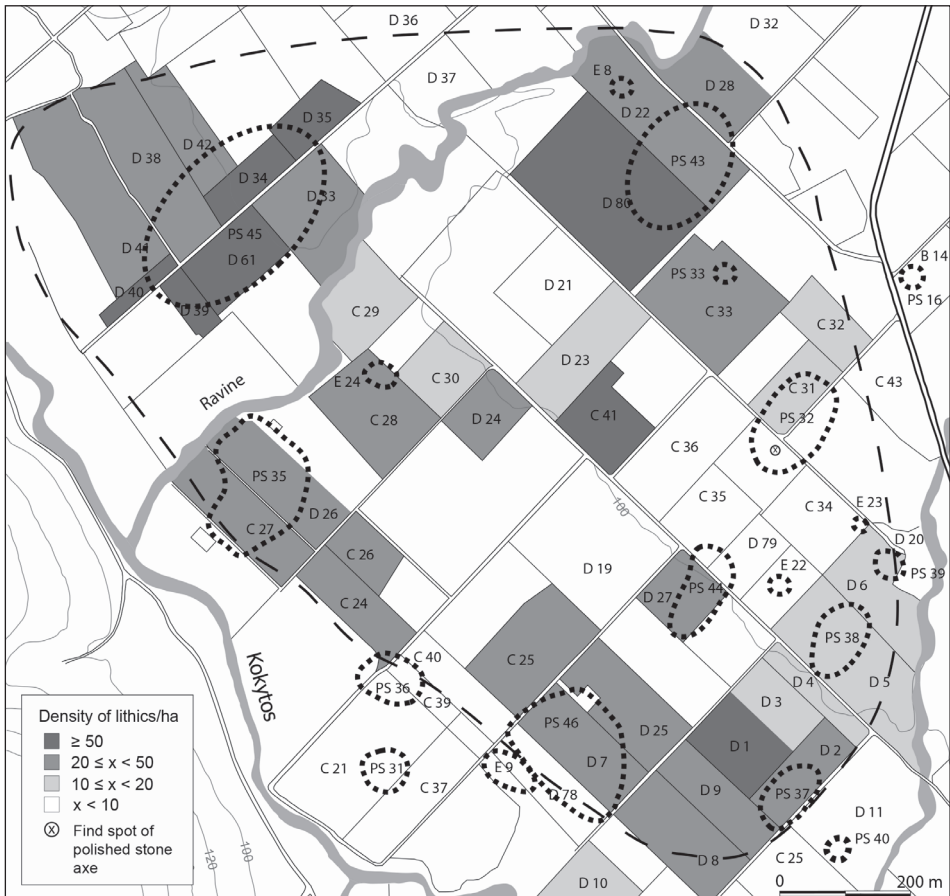 D 36
D 32
D 37
E 8
D 28
D 22
D 35
D 42
D 38
PS 43
D 34
D 33
D 80
PS 45
D 41
D 61
B 14
PS 33
D 21
D 40
PS 16
D 39
C 29
C 33
C 32
D 23
E 24
C 30
C 31
C 43
Ravine
C 28
D 24
C 41
PS 32
C 36
PS 35
C 35
100
C 34
E 23
D 26
C 27
D 79
D 20
C 26
E 22
PS 39
D 19
D 6
D 27
PS 44
C 24
PS 38
C 40
C 25
D 4
D 5
Kokytos
PS 36
C 39
D 3
PS 46
D 25
D 1
D 2
C 21
PS 31
E 9
D 7
C 37
D 78
D 9
PS 37
D 11
PS 40
D 8
C 25
D 10
120
100
Density of lithics/ha
≥ 50
20 ≤ x < 50
10 ≤ x < 20
x < 10
Find spot of
polished stone
axe
0 200 m